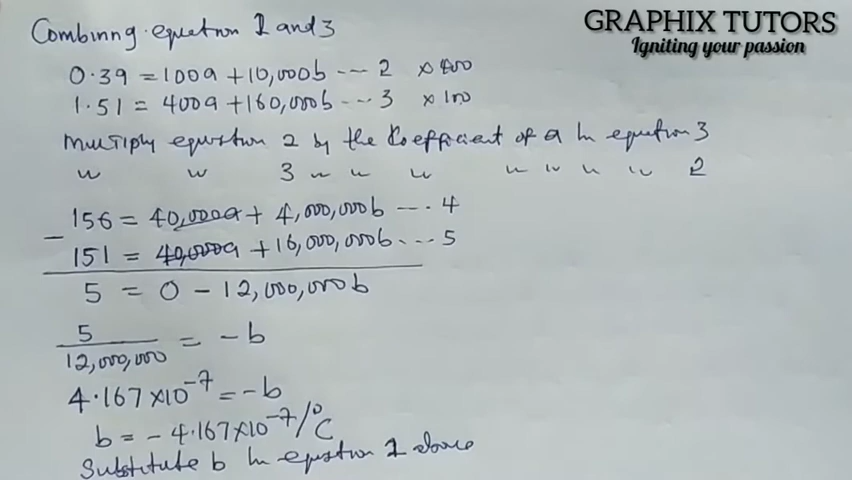 GRAPHIX TUTORS
Igniting your passion
Combinng equation 2 and 3
0.39 = 100a + 10,000b --- 2 ×400
1.51 = 400a + 160,000b --- 3 ×100
Multiply equation 2 by the Coefficient of a in equation 3
" " 3 " " " " " " " 2
156 = 40,000a + 4,000,000b ---- 4
- 151 = 40,000a + 16,000,000b --- 5
5 = 0 - 12,000,000b
5/12,000,000 = -b
4.167×10⁻⁷ = -b
b = -4.167×10⁻⁷/°C
Substitute b in equation 2 above